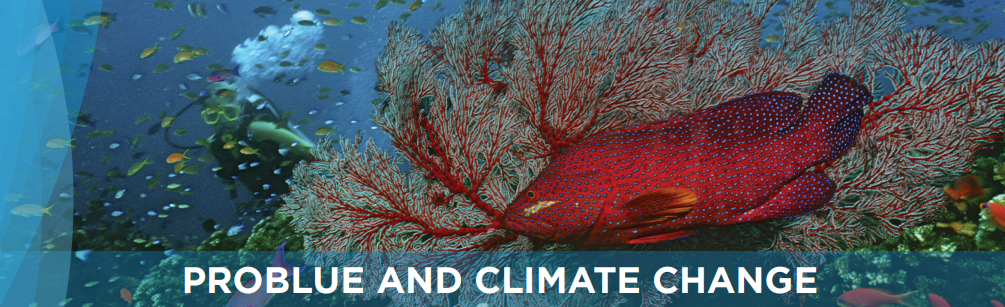 PROBLUE AND CLIMATE CHANGE